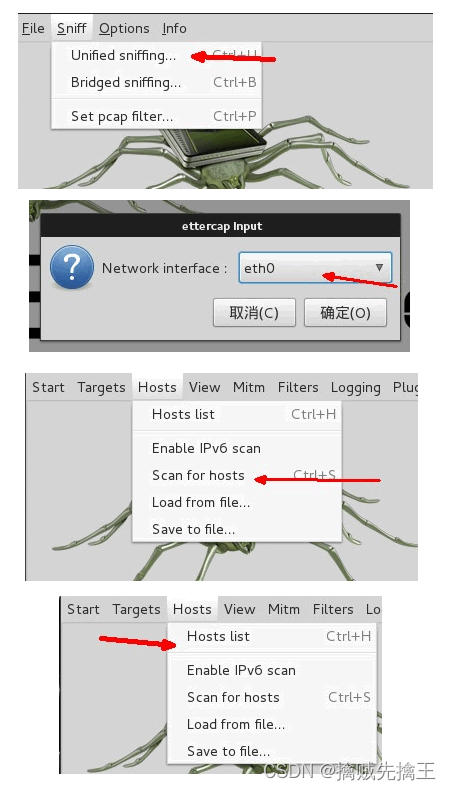 File Sniff Options Info
Unified sniffing... Ctrl+U
Bridged sniffing... Ctrl+B
Set pcap filter... Ctrl+P
ettercap Input
Network interface : eth0
取消(C) 确定(O)
Start Targets Hosts View Mitm Filters Logging Plug
Hosts list Ctrl+H
Enable IPv6 scan
Scan for hosts Ctrl+S
Load from file...
Save to file...
Start Targets Hosts View Mitm Filters Lo
Hosts list Ctrl+H
Enable IPv6 scan
Scan for hosts Ctrl+S
Load from file...
Save to file...
CSDN @擒贼先擒王